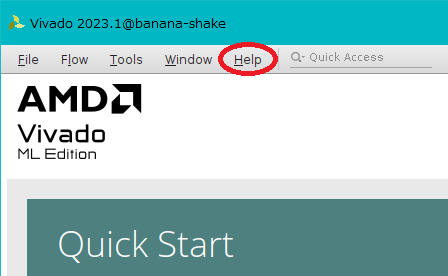 Vivado 2023.1@banana-shake
File Flow Tools Window Help Quick Access
AMD
Vivado
ML Edition
Quick Start